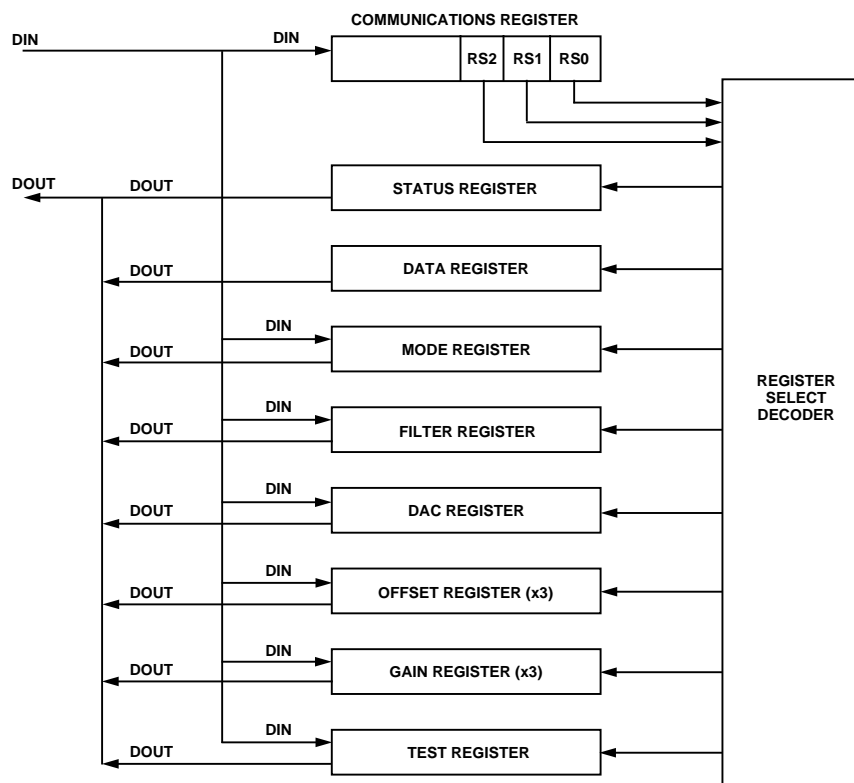 COMMUNICATIONS REGISTER
DIN
DIN
RS2
RS1
RS0
DOUT
DOUT
STATUS REGISTER
DOUT
DATA REGISTER
DIN
DOUT
MODE REGISTER
REGISTER
SELECT
DECODER
DIN
DOUT
FILTER REGISTER
DIN
DOUT
DAC REGISTER
DIN
DOUT
OFFSET REGISTER (x3)
DIN
DOUT
GAIN REGISTER (x3)
DIN
DOUT
TEST REGISTER